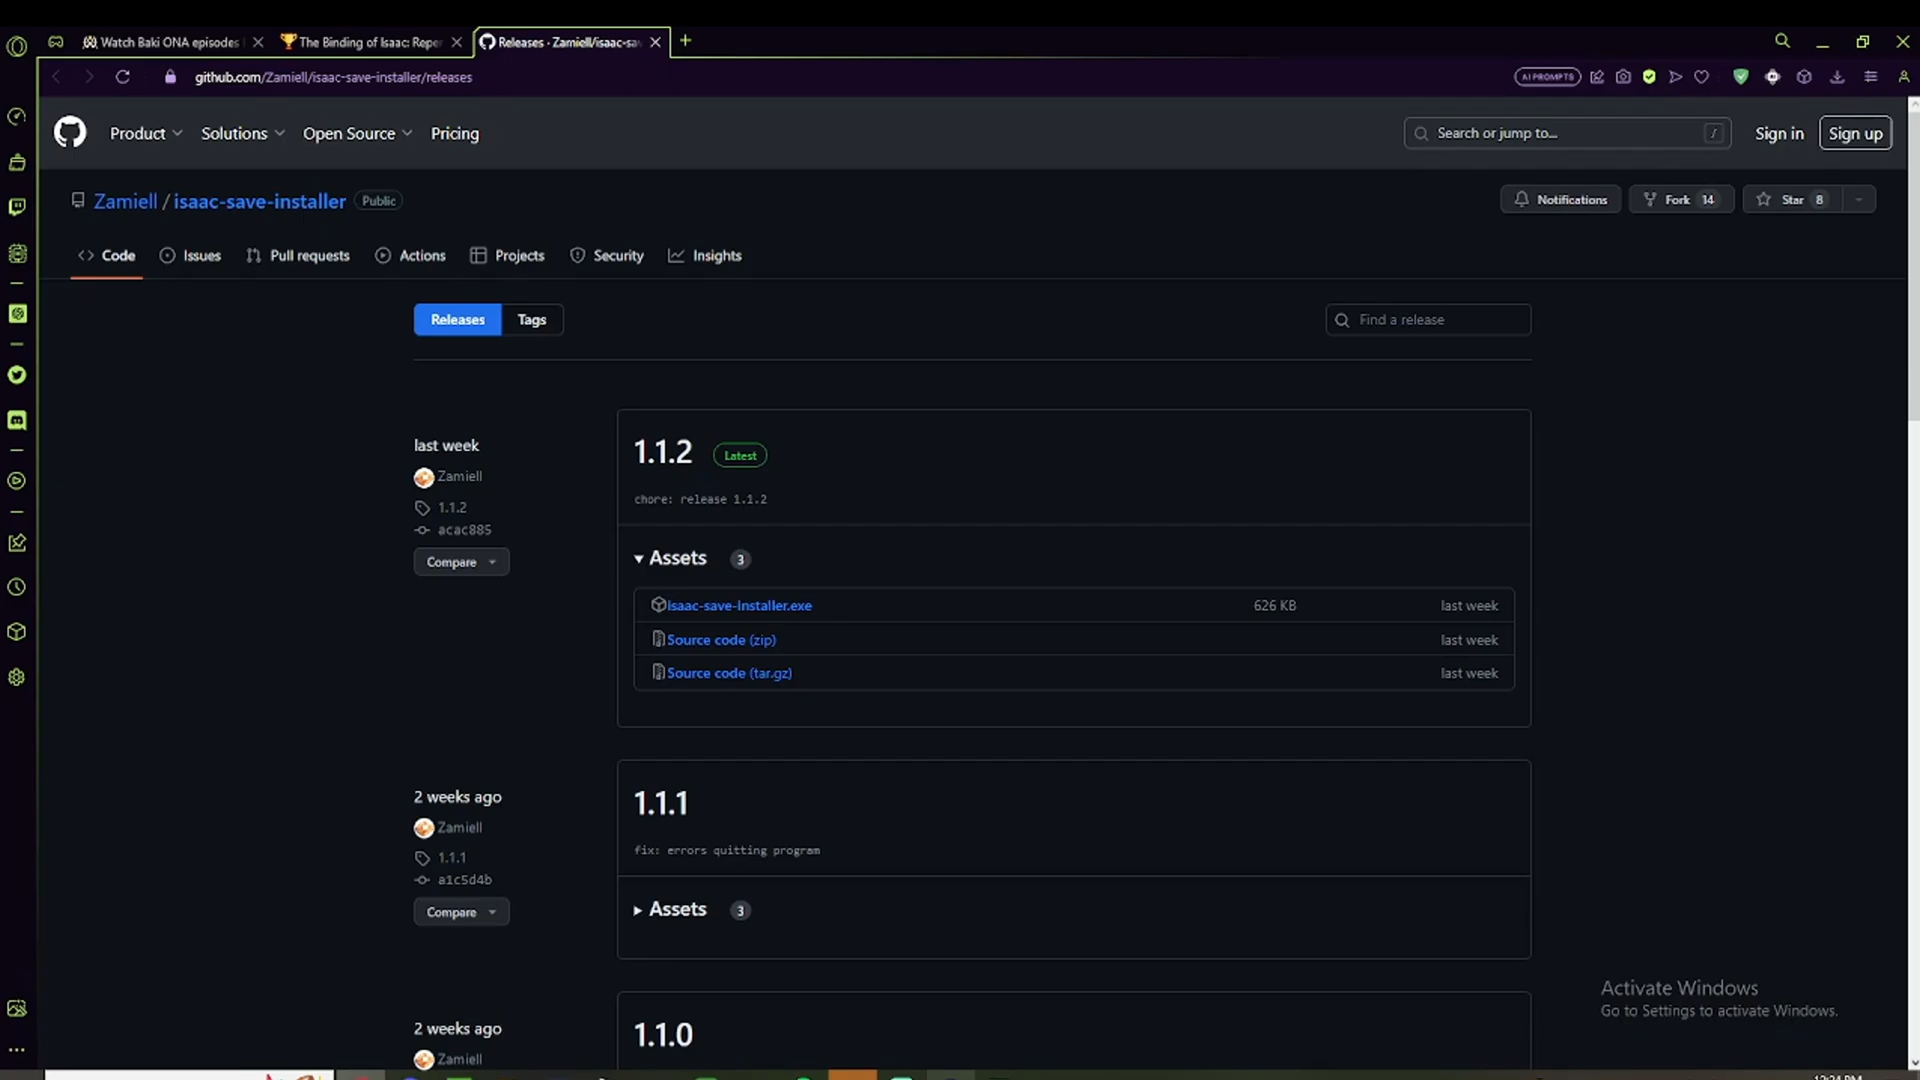 Watch Baki ONA episodes
The Binding of Isaac: Reper
Releases · Zamiell/isaac-sa
github.com/Zamiell/isaac-save-installer/releases
AI PROMPTS
Product
Solutions
Open Source
Pricing
Search or jump to...
/
Sign in
Sign up
Zamiell / isaac-save-installer
Public
Notifications
Fork 14
Star 8
Code
Issues
Pull requests
Actions
Projects
Security
Insights
Releases
Tags
Find a release
last week
Zamiell
1.1.2
acac885
Compare
1.1.2
Latest
chore: release 1.1.2
Assets 3
isaac-save-installer.exe
626 KB
last week
Source code (zip)
last week
Source code (tar.gz)
last week
2 weeks ago
Zamiell
1.1.1
a1c5d4b
Compare
1.1.1
fix: errors quitting program
Assets 3
2 weeks ago
Zamiell
1.1.0
Activate Windows
Go to Settings to activate Windows.